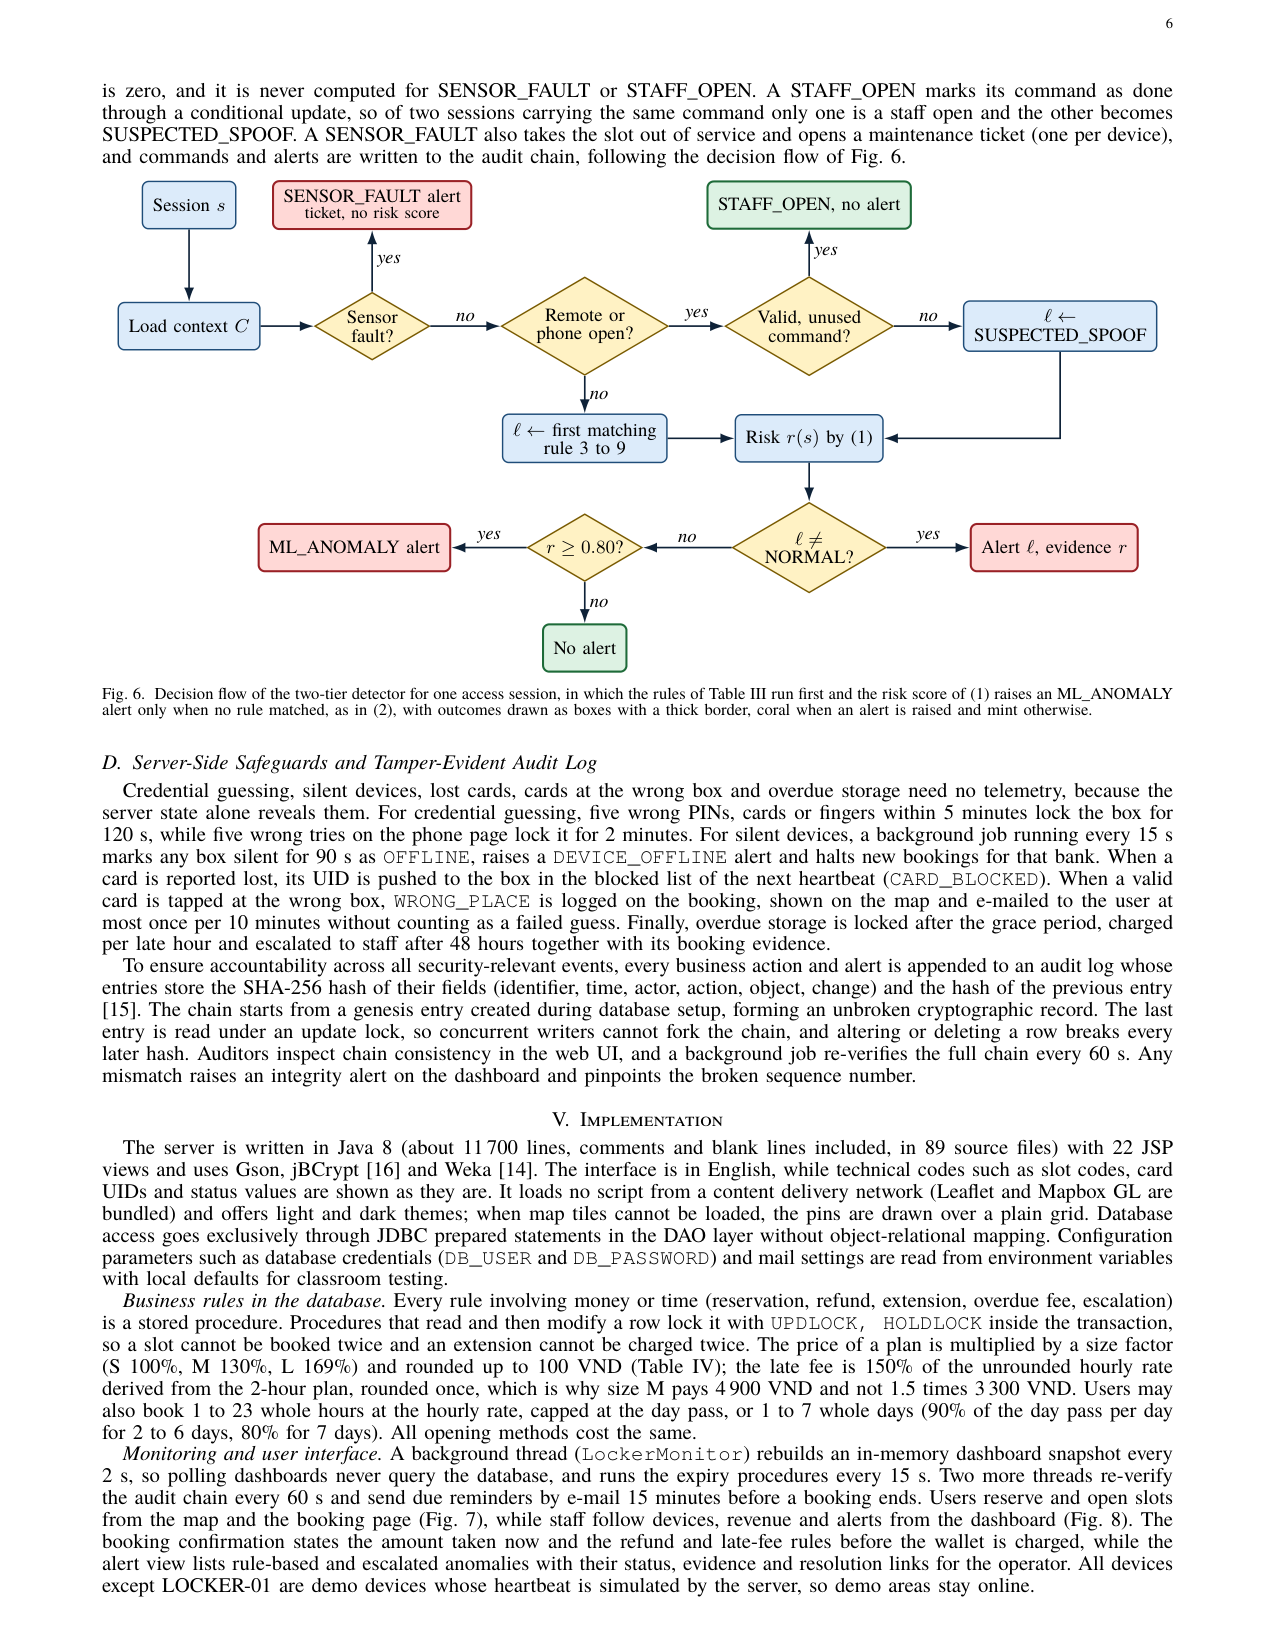 6
is zero, and it is never computed for SENSOR_FAULT or STAFF_OPEN. A STAFF_OPEN marks its command as done
through a conditional update, so of two sessions carrying the same command only one is a staff open and the other becomes
SUSPECTED_SPOOF. A SENSOR_FAULT also takes the slot out of service and opens a maintenance ticket (one per device),
and commands and alerts are written to the audit chain, following the decision flow of Fig. 6.
Session s
SENSOR_FAULT alert
ticket, no risk score
STAFF_OPEN, no alert
yes
yes
Load context C
Sensor
fault?
no
Remote or
phone open?
yes
Valid, unused
command?
no
ℓ ←
SUSPECTED_SPOOF
no
ℓ ← first matching
rule 3 to 9
Risk r(s) by (1)
ML_ANOMALY alert
yes
r ≥ 0.80?
no
ℓ ≠
NORMAL?
yes
Alert ℓ, evidence r
no
No alert
Fig. 6. Decision flow of the two-tier detector for one access session, in which the rules of Table III run first and the risk score of (1) raises an ML_ANOMALY
alert only when no rule matched, as in (2), with outcomes drawn as boxes with a thick border, coral when an alert is raised and mint otherwise.
D. Server-Side Safeguards and Tamper-Evident Audit Log
Credential guessing, silent devices, lost cards, cards at the wrong box and overdue storage need no telemetry, because the
server state alone reveals them. For credential guessing, five wrong PINs, cards or fingers within 5 minutes lock the box for
120 s, while five wrong tries on the phone page lock it for 2 minutes. For silent devices, a background job running every 15 s
marks any box silent for 90 s as OFFLINE, raises a DEVICE_OFFLINE alert and halts new bookings for that bank. When a
card is reported lost, its UID is pushed to the box in the blocked list of the next heartbeat (CARD_BLOCKED). When a valid
card is tapped at the wrong box, WRONG_PLACE is logged on the booking, shown on the map and e-mailed to the user at
most once per 10 minutes without counting as a failed guess. Finally, overdue storage is locked after the grace period, charged
per late hour and escalated to staff after 48 hours together with its booking evidence.
To ensure accountability across all security-relevant events, every business action and alert is appended to an audit log whose
entries store the SHA-256 hash of their fields (identifier, time, actor, action, object, change) and the hash of the previous entry
[15]. The chain starts from a genesis entry created during database setup, forming an unbroken cryptographic record. The last
entry is read under an update lock, so concurrent writers cannot fork the chain, and altering or deleting a row breaks every
later hash. Auditors inspect chain consistency in the web UI, and a background job re-verifies the full chain every 60 s. Any
mismatch raises an integrity alert on the dashboard and pinpoints the broken sequence number.
V. IMPLEMENTATION
The server is written in Java 8 (about 11 700 lines, comments and blank lines included, in 89 source files) with 22 JSP
views and uses Gson, jBCrypt [16] and Weka [14]. The interface is in English, while technical codes such as slot codes, card
UIDs and status values are shown as they are. It loads no script from a content delivery network (Leaflet and Mapbox GL are
bundled) and offers light and dark themes; when map tiles cannot be loaded, the pins are drawn over a plain grid. Database
access goes exclusively through JDBC prepared statements in the DAO layer without object-relational mapping. Configuration
parameters such as database credentials (DB_USER and DB_PASSWORD) and mail settings are read from environment variables
with local defaults for classroom testing.
Business rules in the database. Every rule involving money or time (reservation, refund, extension, overdue fee, escalation)
is a stored procedure. Procedures that read and then modify a row lock it with UPDLOCK, HOLDLOCK inside the transaction,
so a slot cannot be booked twice and an extension cannot be charged twice. The price of a plan is multiplied by a size factor
(S 100%, M 130%, L 169%) and rounded up to 100 VND (Table IV); the late fee is 150% of the unrounded hourly rate
derived from the 2-hour plan, rounded once, which is why size M pays 4 900 VND and not 1.5 times 3 300 VND. Users may
also book 1 to 23 whole hours at the hourly rate, capped at the day pass, or 1 to 7 whole days (90% of the day pass per day
for 2 to 6 days, 80% for 7 days). All opening methods cost the same.
Monitoring and user interface. A background thread (LockerMonitor) rebuilds an in-memory dashboard snapshot every
2 s, so polling dashboards never query the database, and runs the expiry procedures every 15 s. Two more threads re-verify
the audit chain every 60 s and send due reminders by e-mail 15 minutes before a booking ends. Users reserve and open slots
from the map and the booking page (Fig. 7), while staff follow devices, revenue and alerts from the dashboard (Fig. 8). The
booking confirmation states the amount taken now and the refund and late-fee rules before the wallet is charged, while the
alert view lists rule-based and escalated anomalies with their status, evidence and resolution links for the operator. All devices
except LOCKER-01 are demo devices whose heartbeat is simulated by the server, so demo areas stay online.